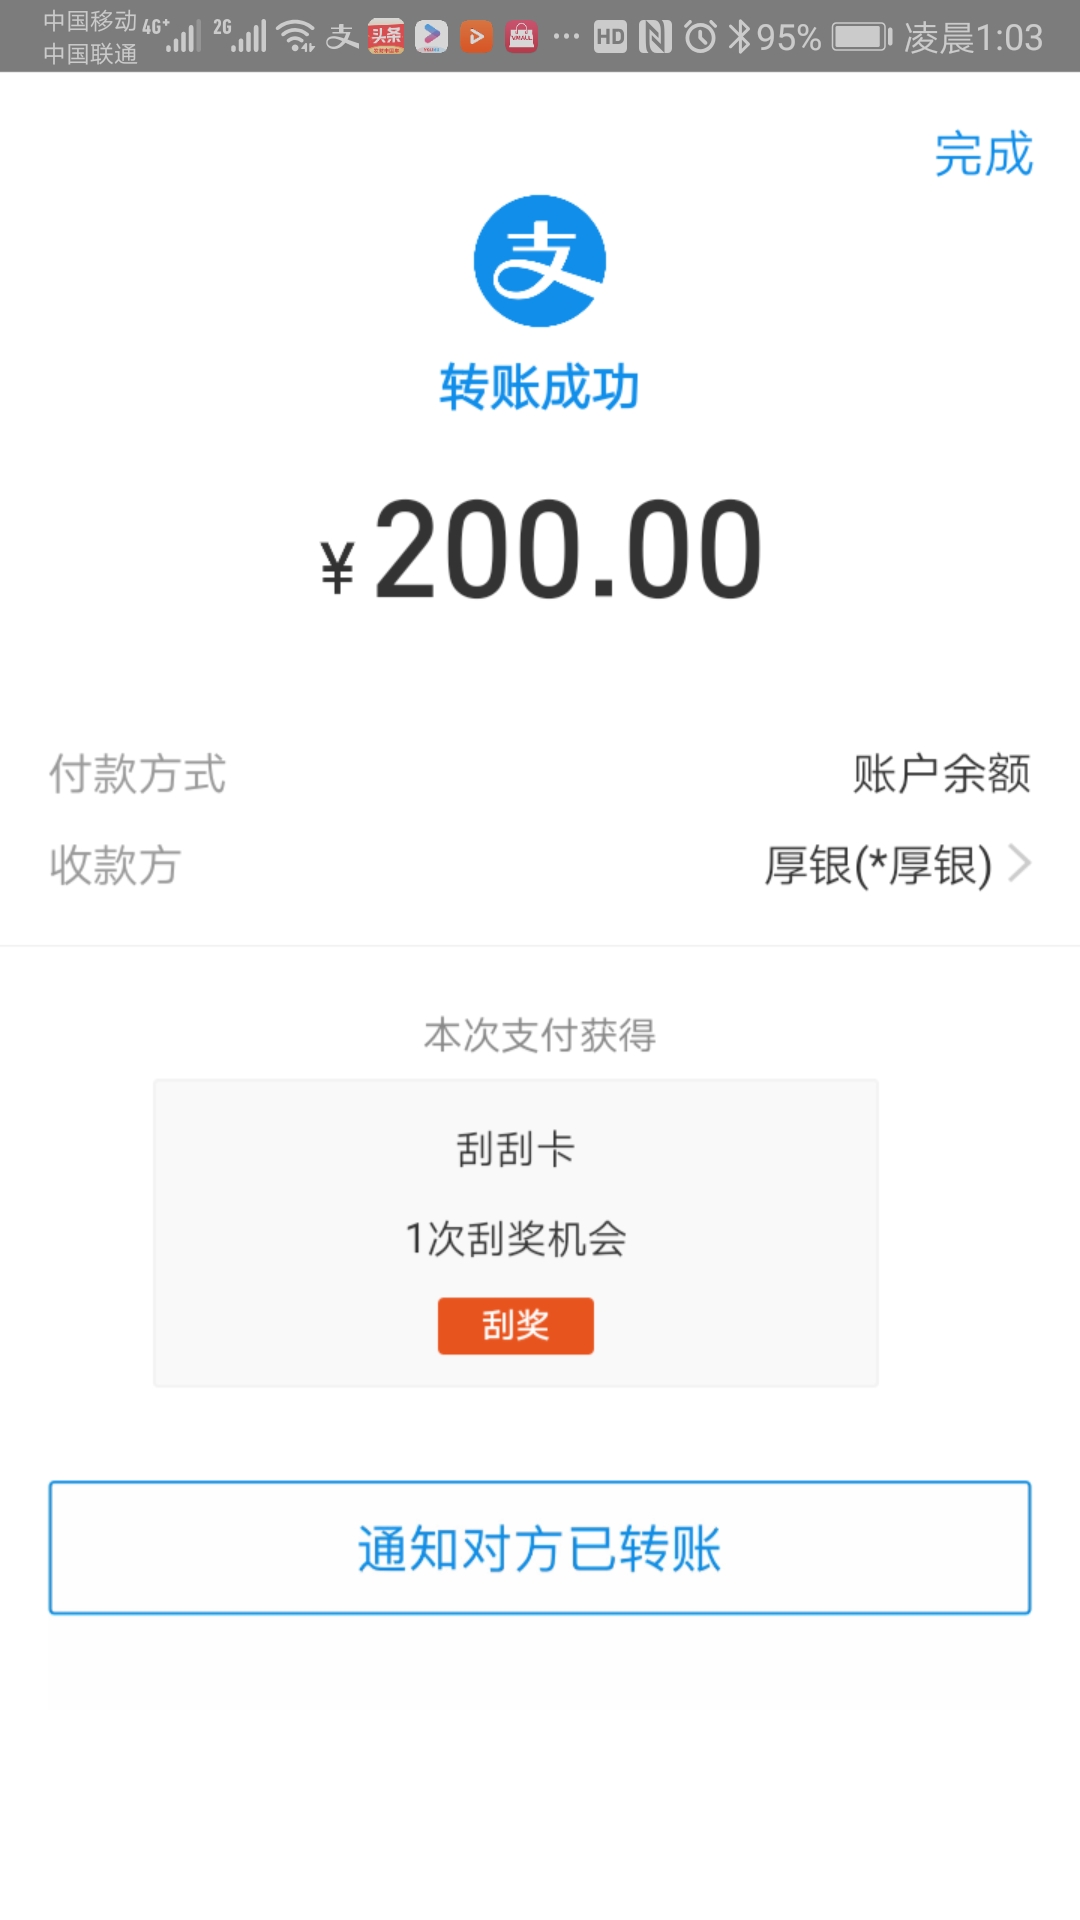 中国移动 4G+ 2G 支 头条 HD 95% 凌晨1:03
中国联通
完成
支
转账成功
¥200.00
付款方式 账户余额
收款方 厚银(*厚银)
本次支付获得
刮刮卡
1次刮奖机会
刮奖
通知对方已转账